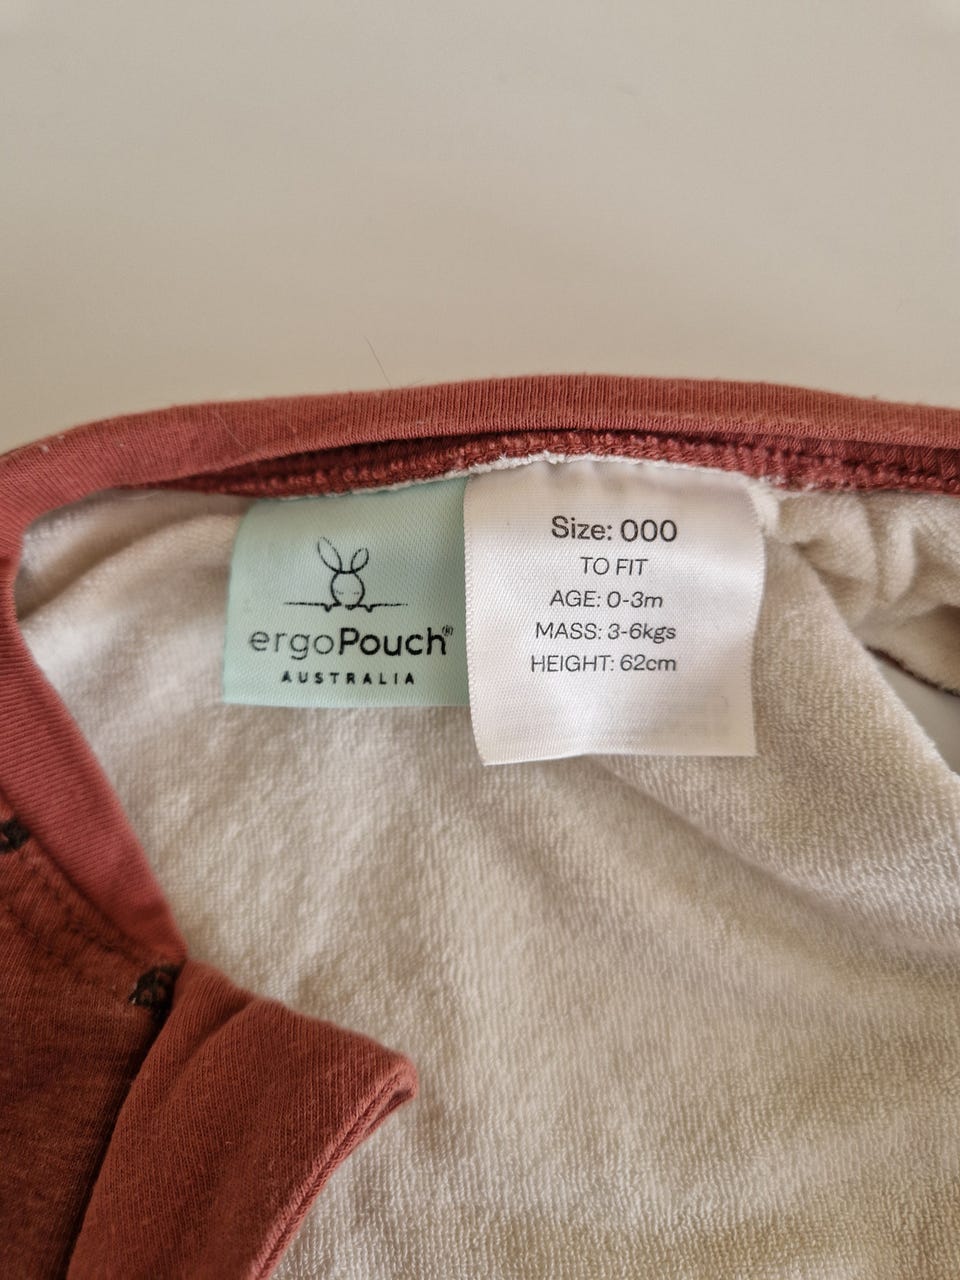 ergoPouch®
AUSTRALIA
Size: 000
TO FIT
AGE: 0-3m
MASS: 3-6kgs
HEIGHT: 62cm